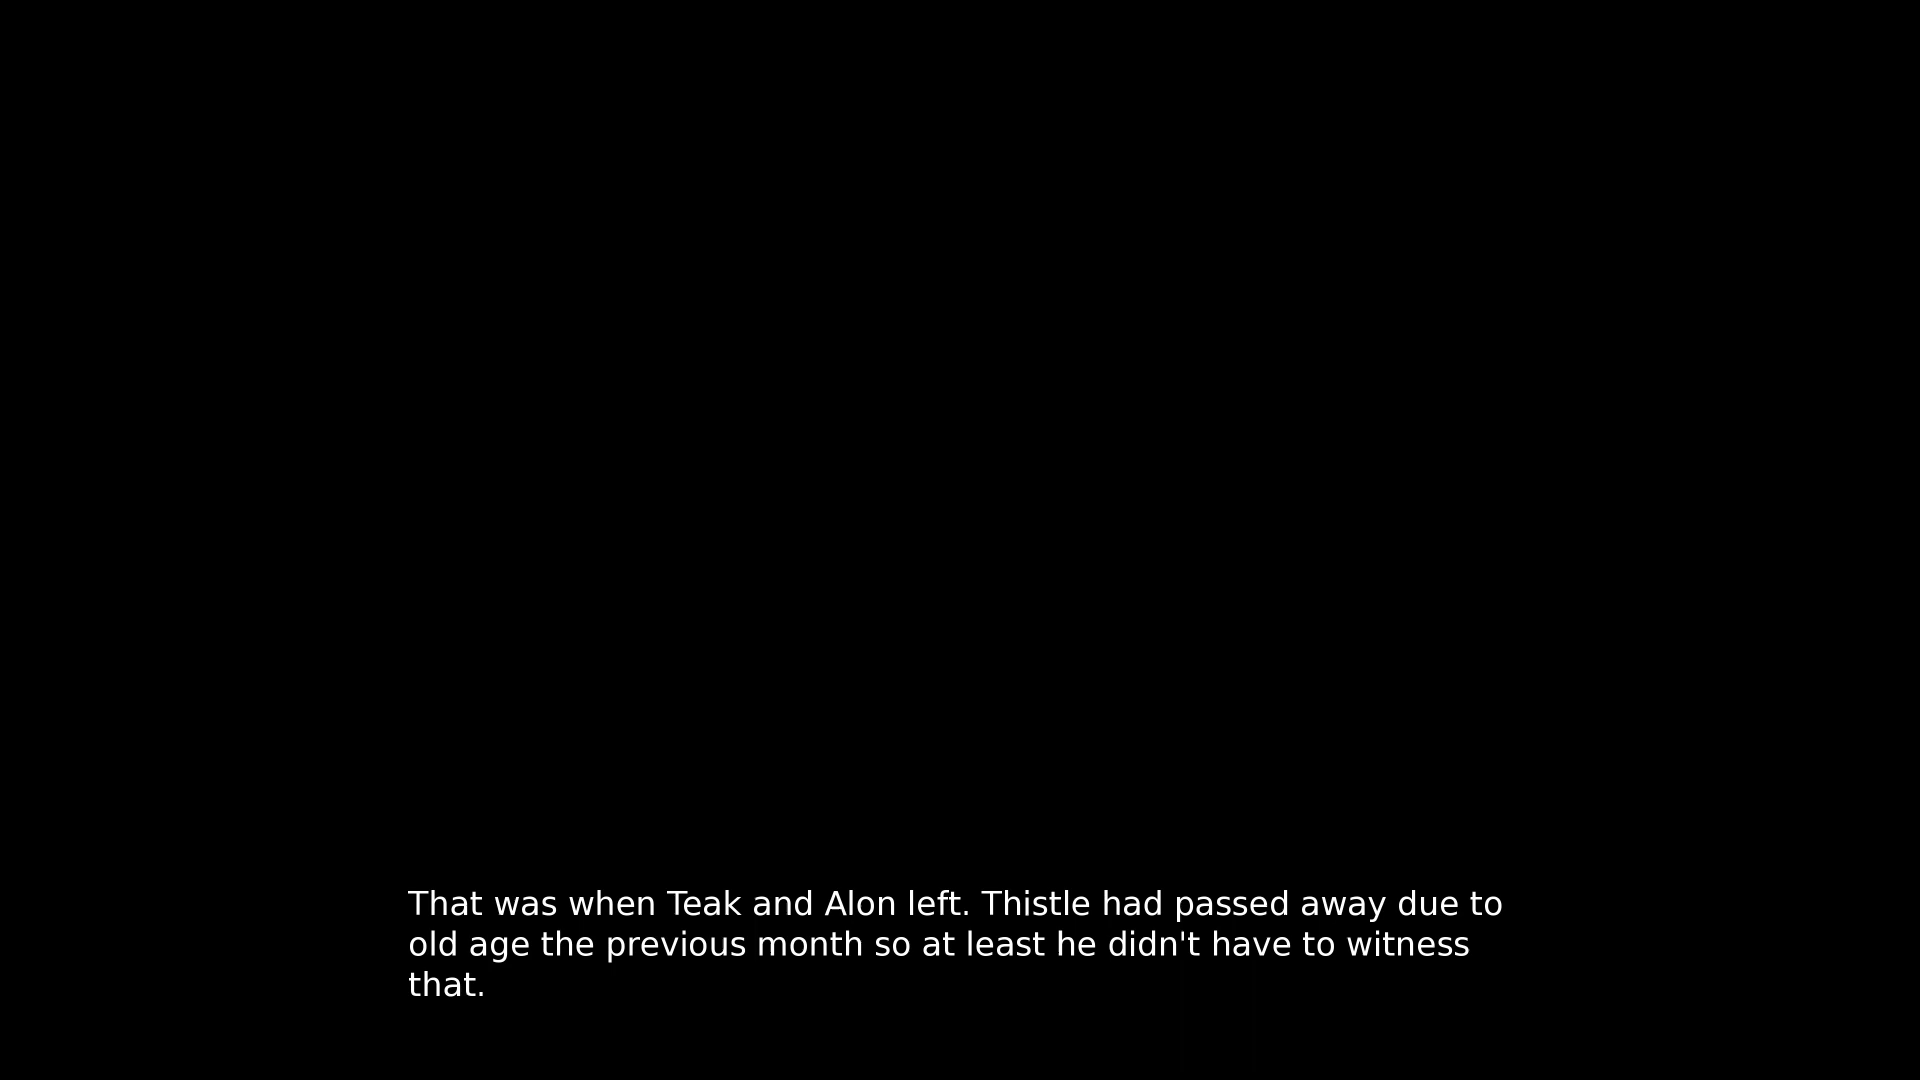 That was when Teak and Alon left. Thistle had passed away due to
old age the previous month so at least he didn't have to witness
that.